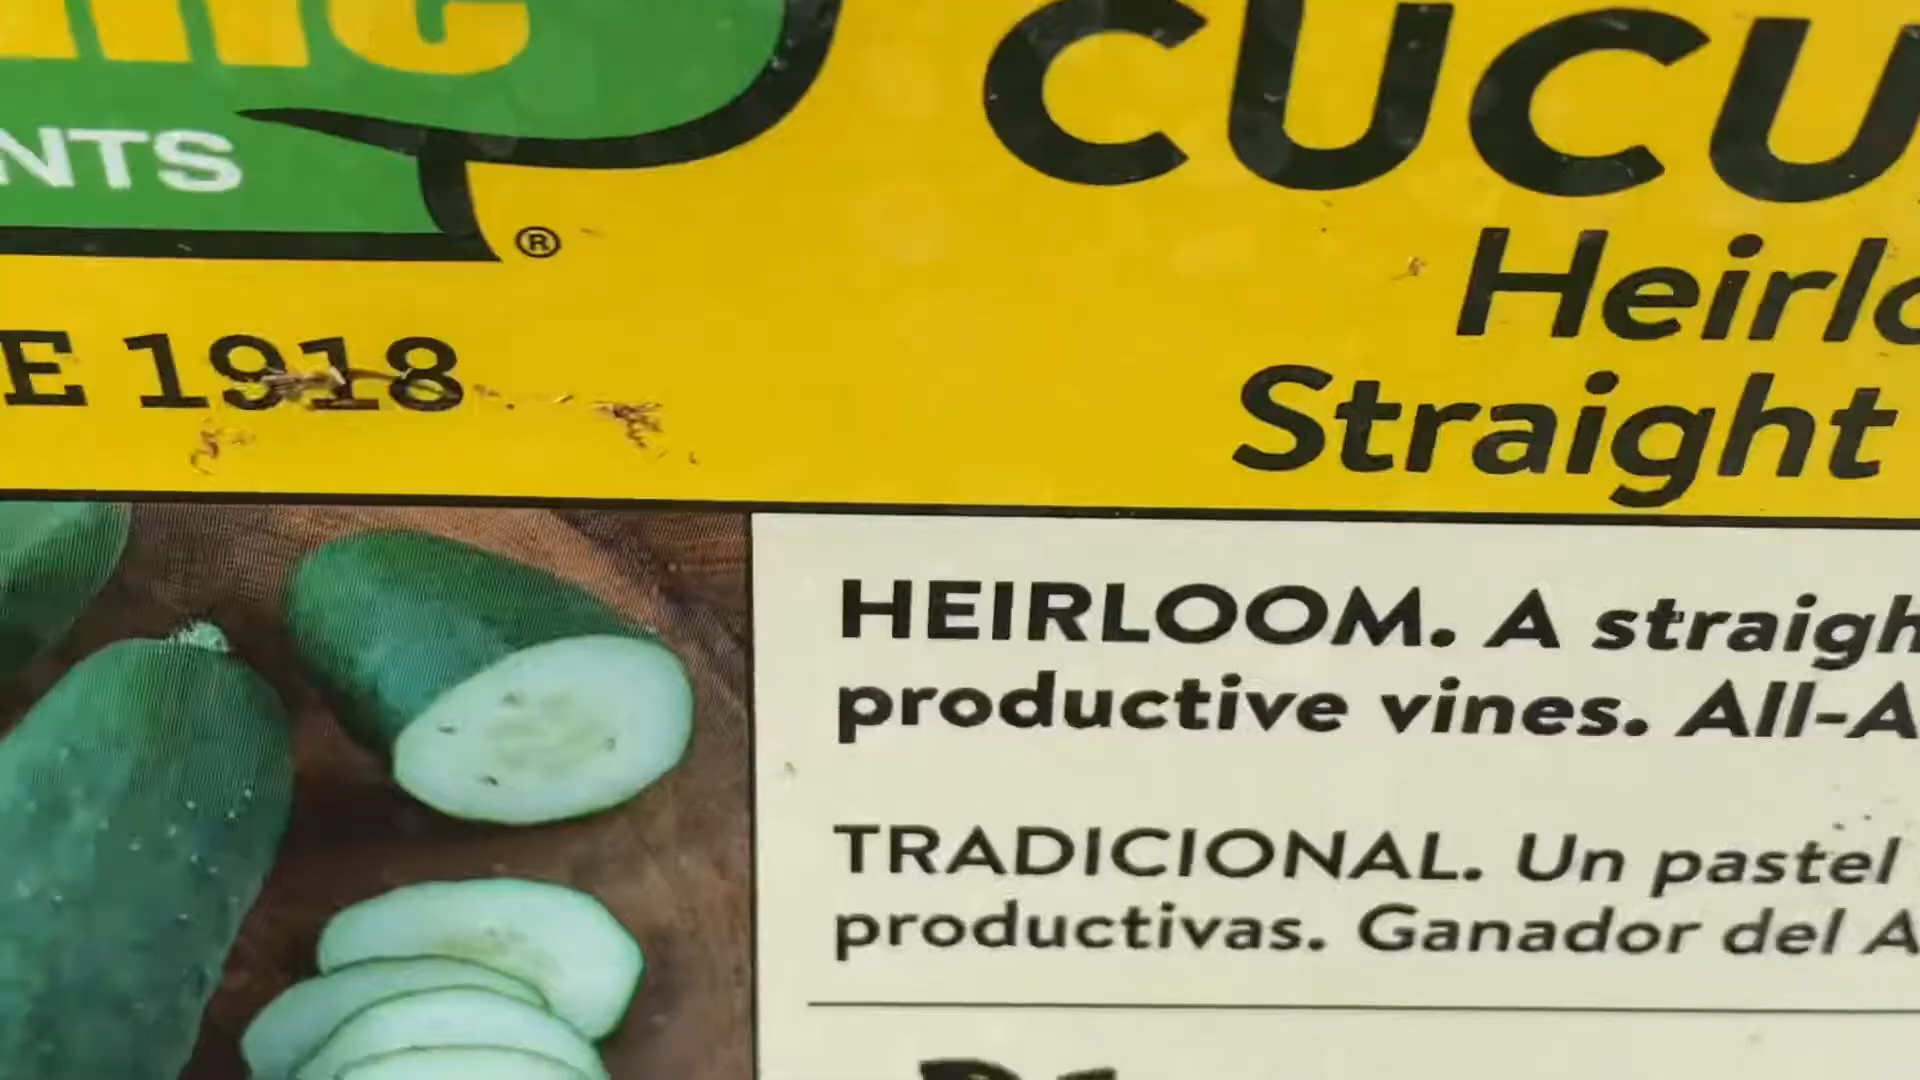 NTS
®
E 1918
CUCU
Heirlo
Straight
HEIRLOOM. A straigh
productive vines. All-A
TRADICIONAL. Un pastel
productivas. Ganador del A